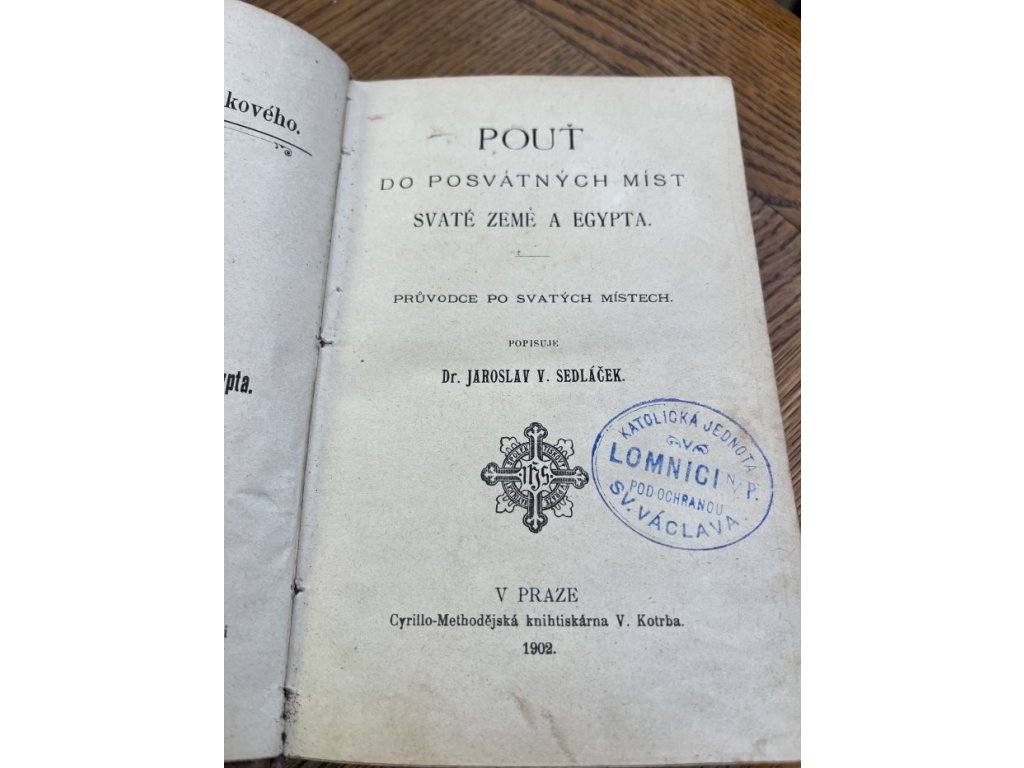 kového.
ypta.
POUŤ
DO POSVÁTNÝCH MÍST
SVATÉ ZEMĚ A EGYPTA.
PRŮVODCE PO SVATÝCH MÍSTECH.
POPISUJE
Dr. JAROSLAV V. SEDLÁČEK.
IHS
KATOLICKÁ JEDNOTA
LOMNICI N. P.
POD OCHRANOU
SV. VÁCLAVA
V PRAZE
Cyrillo-Methodějská knihtiskárna V. Kotrba.
1902.